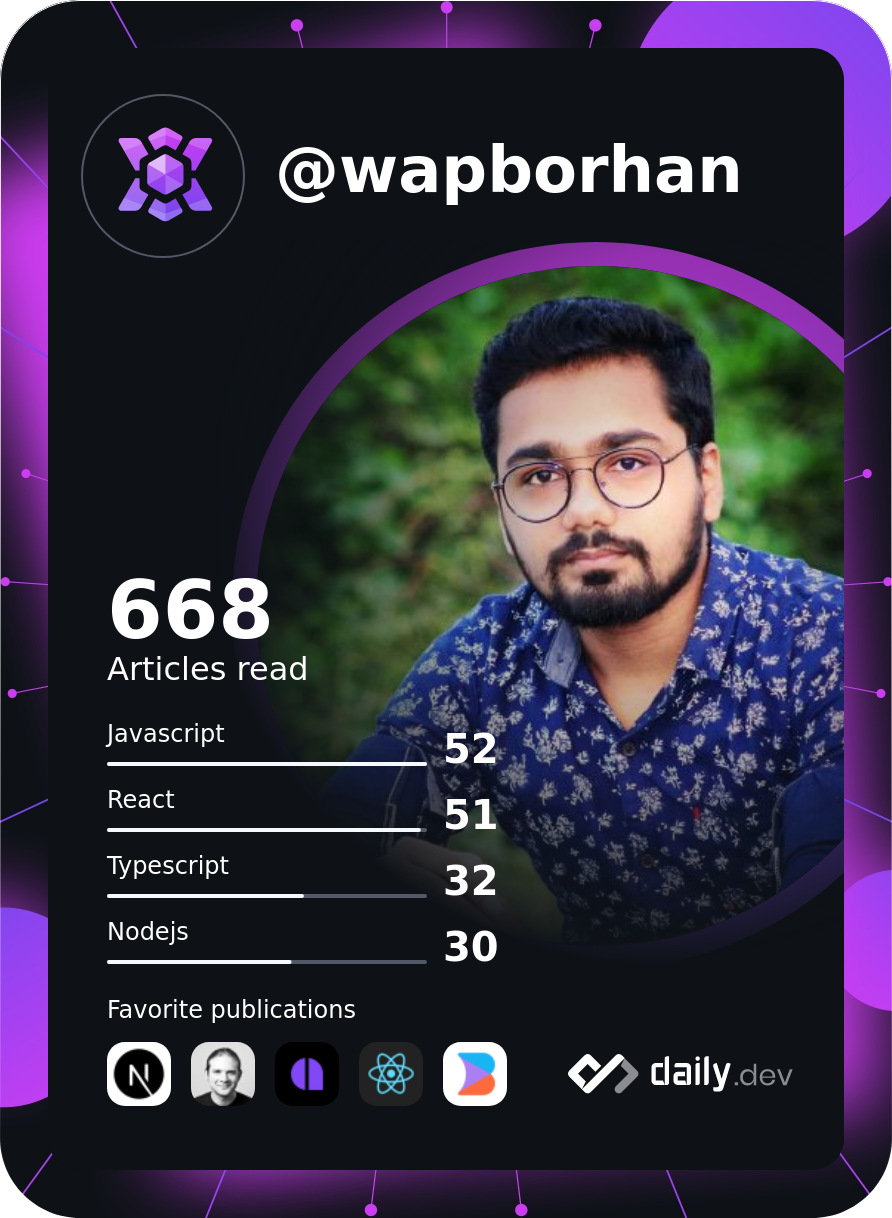 @wapborhan
668
Articles read
Javascript
52
React
51
Typescript
32
Nodejs
30
Favorite publications
N
daily.dev